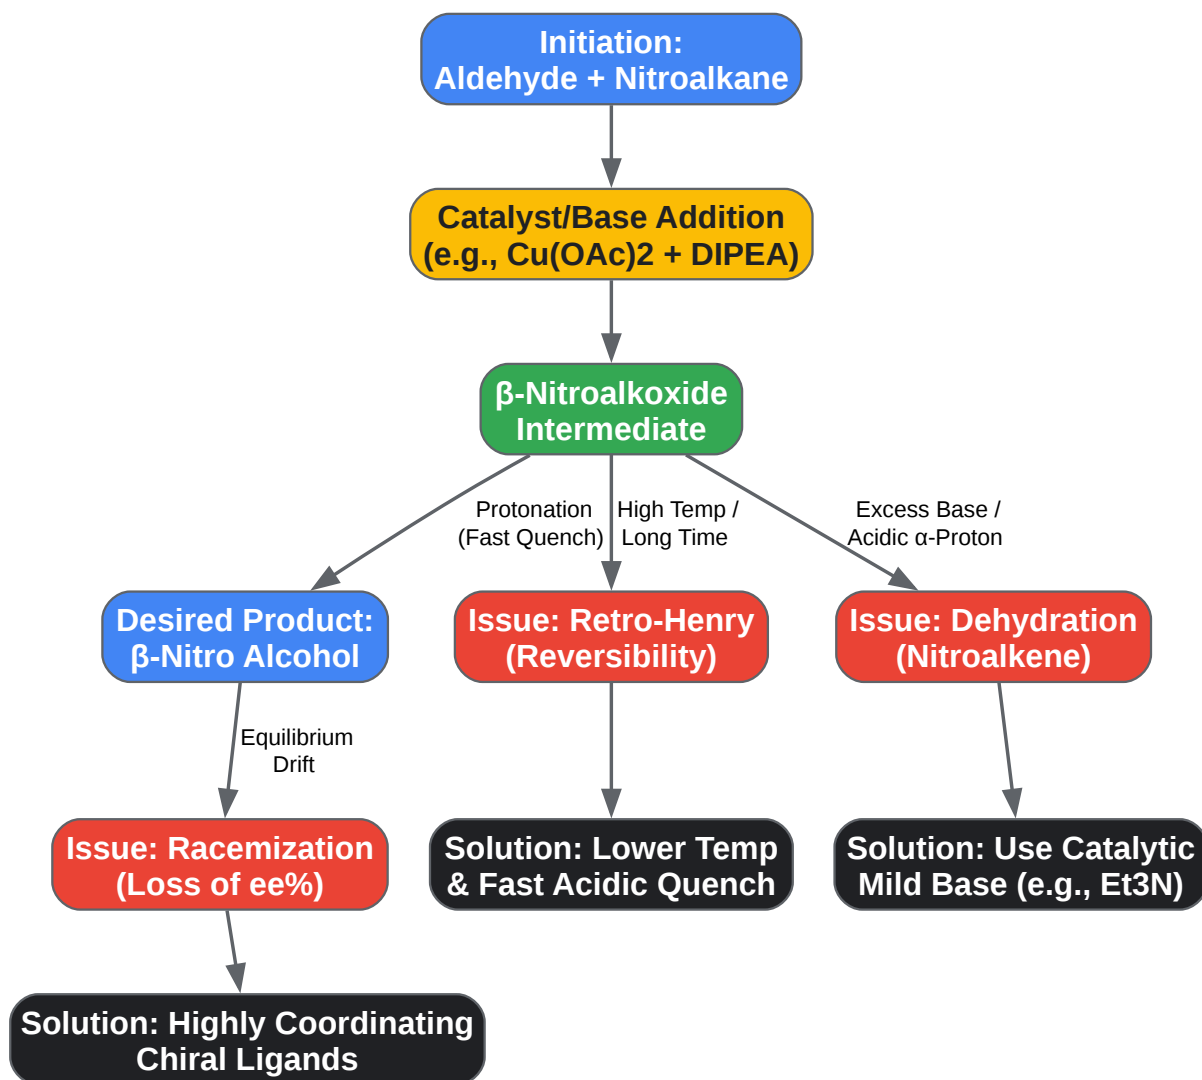 Initiation:
Aldehyde + Nitroalkane
Catalyst/Base Addition
(e.g., Cu(OAc)2 + DIPEA)
β-Nitroalkoxide
Intermediate
Protonation
(Fast Quench)
High Temp /
Long Time
Excess Base /
Acidic α-Proton
Desired Product:
β-Nitro Alcohol
Issue: Retro-Henry
(Reversibility)
Issue: Dehydration
(Nitroalkene)
Equilibrium
Drift
Issue: Racemization
(Loss of ee%)
Solution: Lower Temp
& Fast Acidic Quench
Solution: Use Catalytic
Mild Base (e.g., Et3N)
Solution: Highly Coordinating
Chiral Ligands